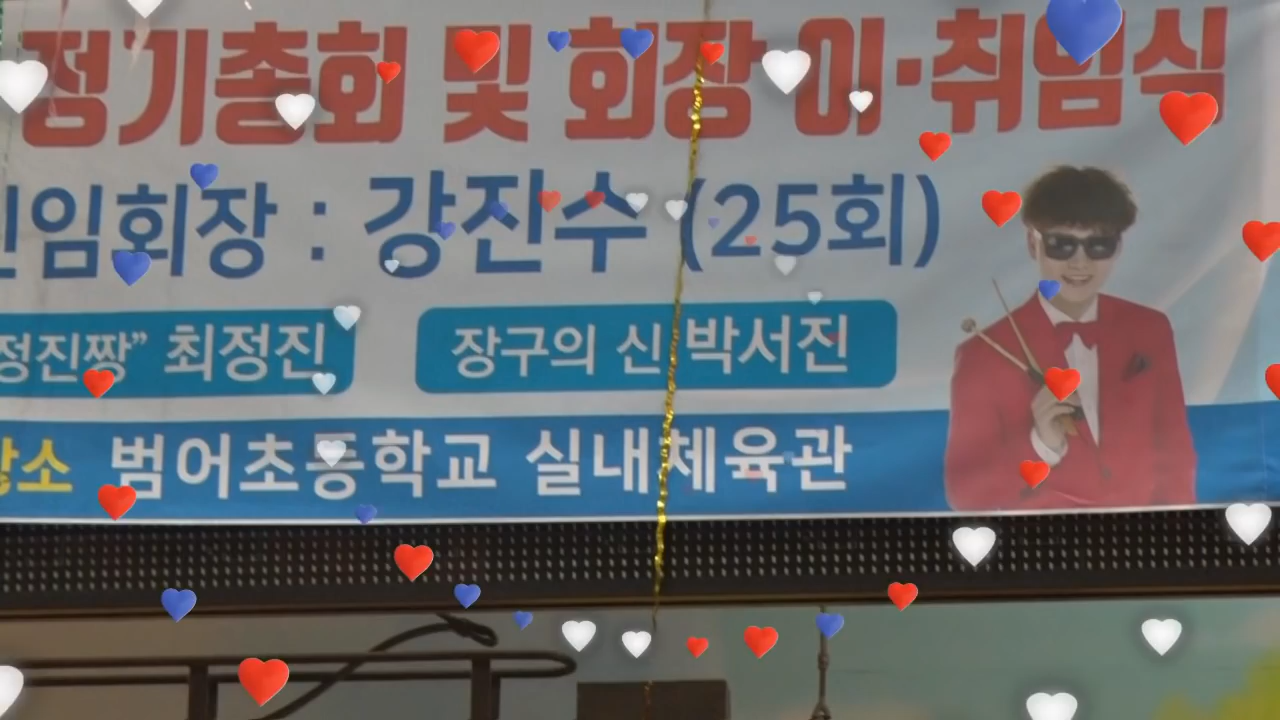 정기총회 및 회장 이·취임식
임회장 : 강진수 (25회)
정진짱” 최정진
장구의 신 박서진
장소 범어초등학교 실내체육관